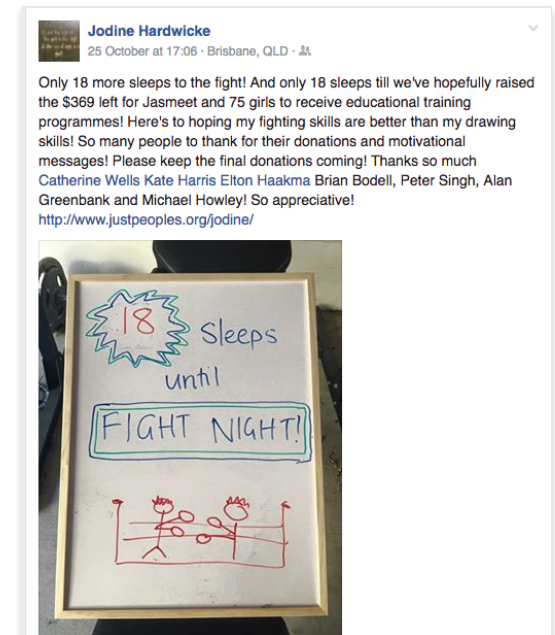 Jodine Hardwicke
25 October at 17:06 · Brisbane, QLD ·
Only 18 more sleeps to the fight! And only 18 sleeps till we've hopefully raised
the $369 left for Jasmeet and 75 girls to receive educational training
programmes! Here's to hoping my fighting skills are better than my drawing
skills! So many people to thank for their donations and motivational
messages! Please keep the final donations coming! Thanks so much
Catherine Wells Kate Harris Elton Haakma Brian Bodell, Peter Singh, Alan
Greenbank and Michael Howley! So appreciative!
http://www.justpeoples.org/jodine/
18
Sleeps
until
FIGHT NIGHT!